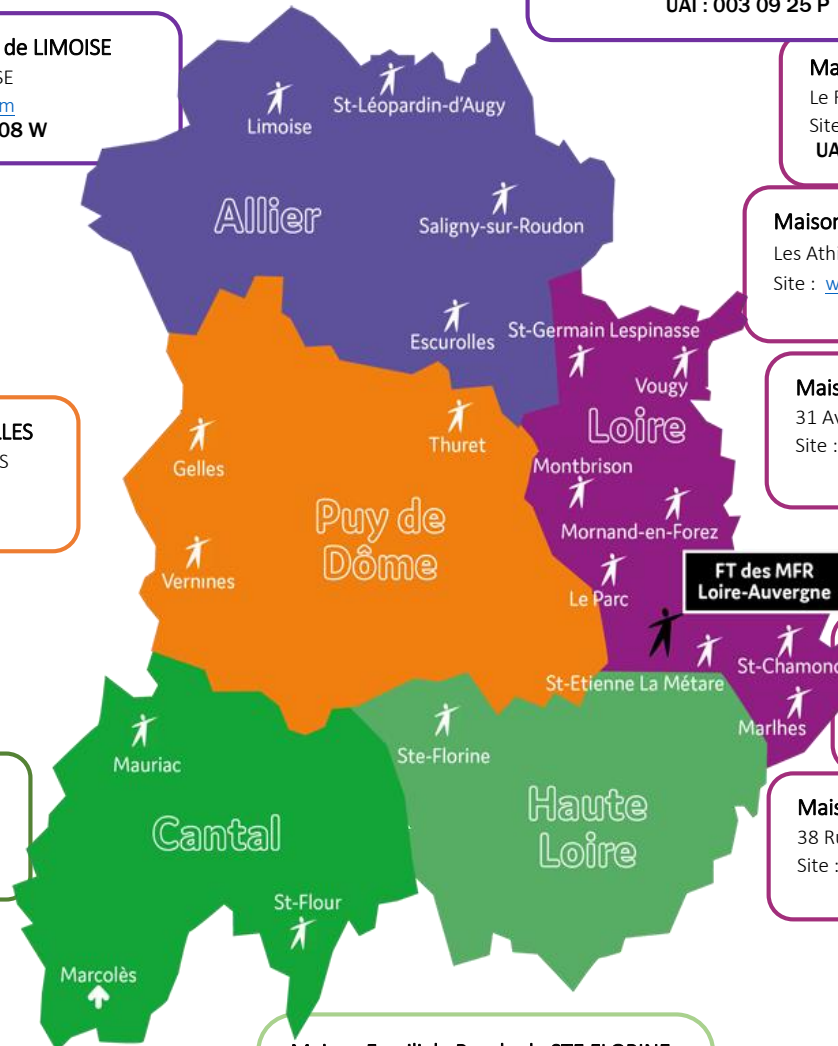 UAI : 003 09 25 P
de LIMOISE
SE
m
08 W
Ma
Le F
Site
UA
Maison
Les Athi
Site : w
Mais
31 Av
Site :
LLES
S
Limoise
St-Léopardin-d'Augy
Allier
Saligny-sur-Roudon
Escurolles
St-Germain Lespinasse
Vougy
Loire
Gelles
Thuret
Montbrison
Puy de
Dôme
Mornand-en-Forez
Vernines
Le Parc
FT des MFR
Loire-Auvergne
St-Chamond
St-Etienne La Métare
Marlhes
Mauriac
Ste-Florine
Cantal
Haute
Loire
St-Flour
Marcolès
Mais
38 Ru
Site :